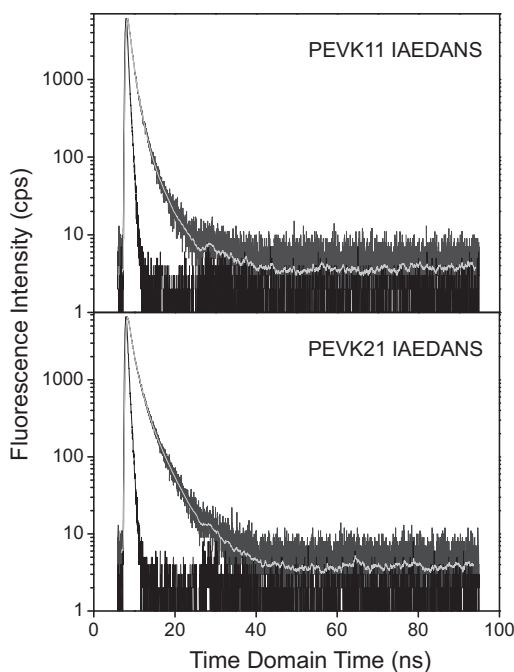 PEVK11 IAEDANS
1000
100
10
1
PEVK21 IAEDANS
1000
100
10
1
0 20 40 60 80 100
Fluorescence Intensity (cps)
Time Domain Time (ns)